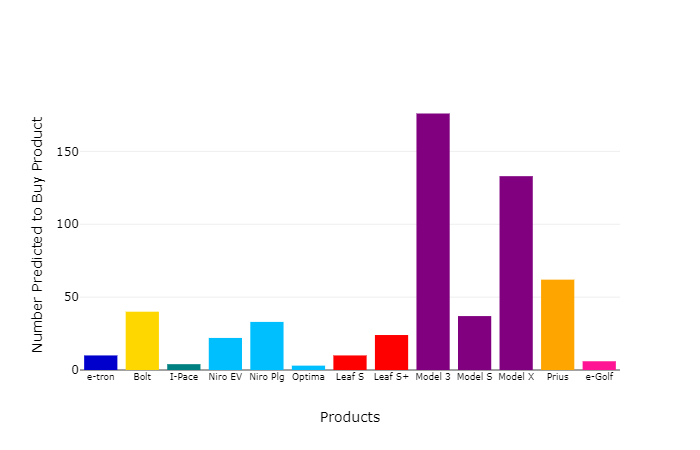 Number Predicted to Buy Product
150
100
50
0
e-tron Bolt I-Pace Niro EV Niro Plg Optima Leaf S Leaf S+ Model 3 Model S Model X Prius e-Golf
Products